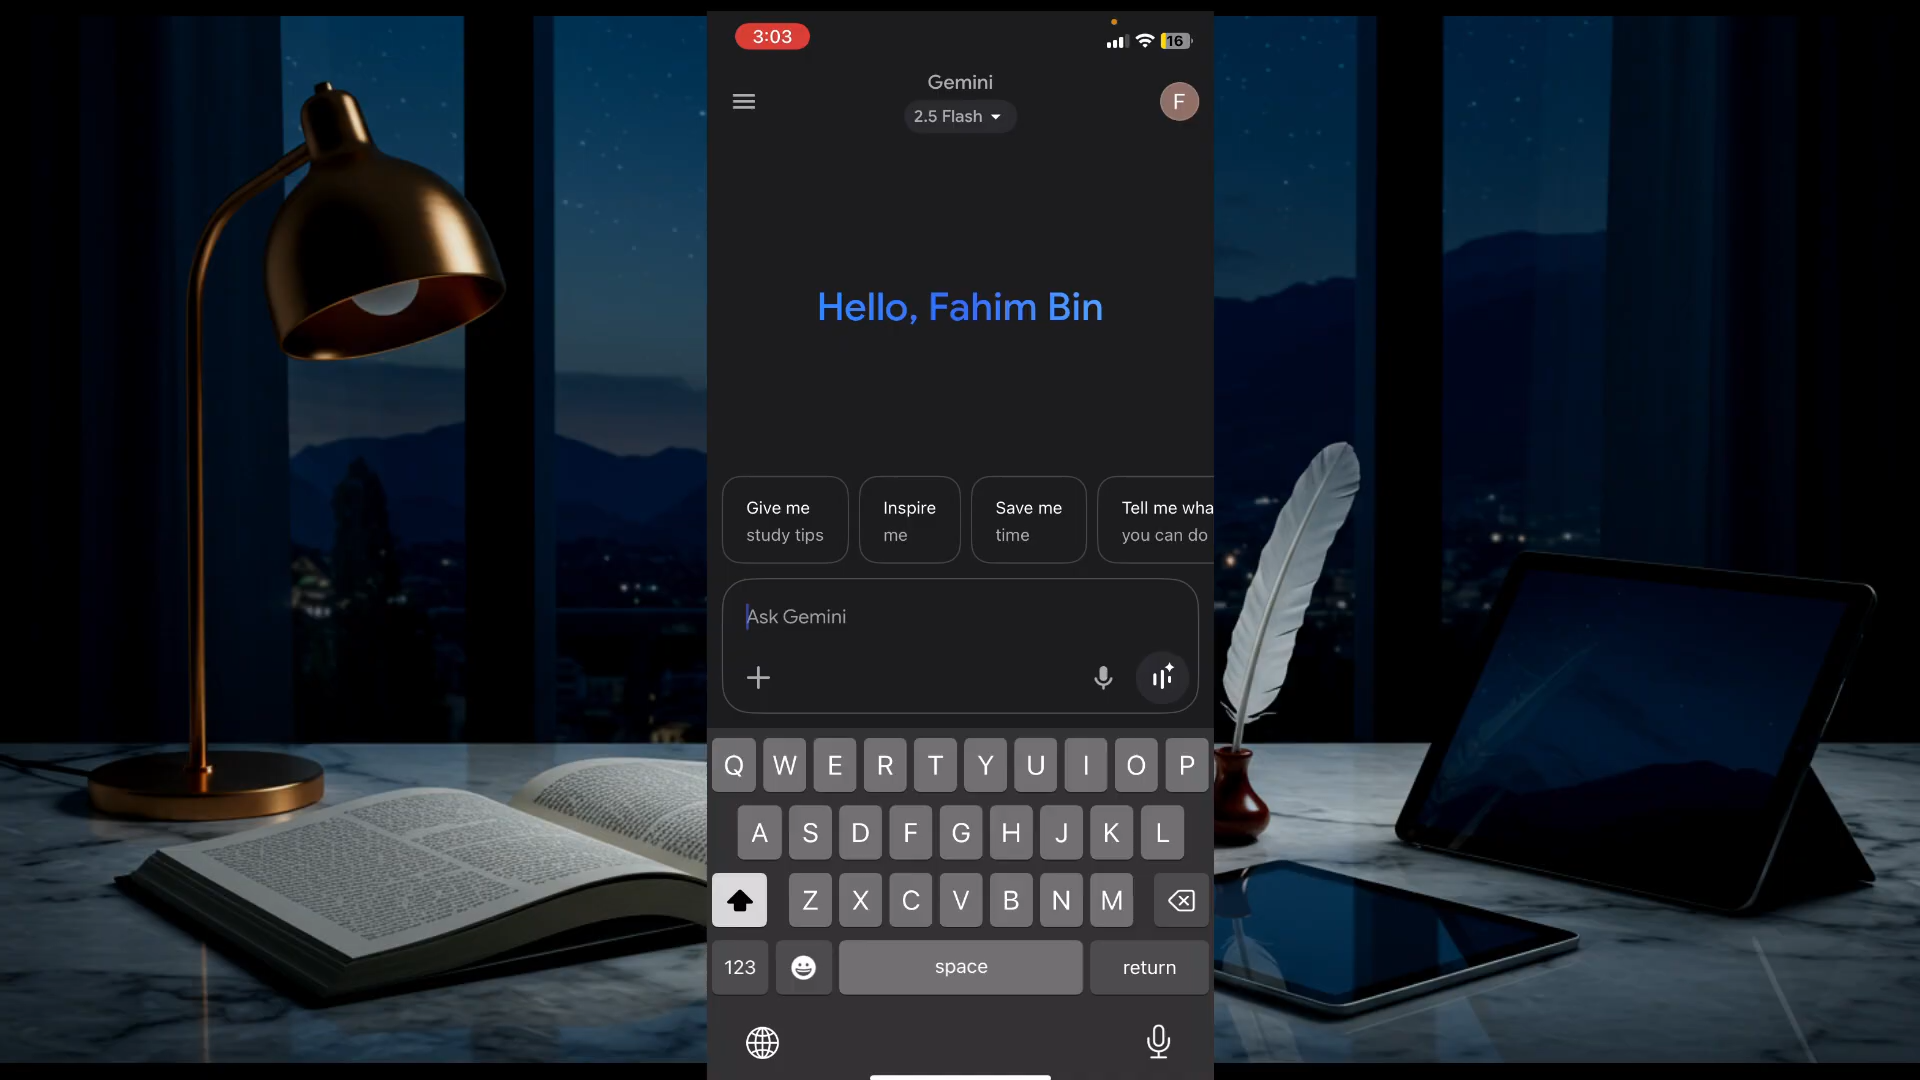 3:03
16
Gemini
2.5 Flash
F
Hello, Fahim Bin
Give me
study tips
Inspire
me
Save me
time
Tell me wha
you can do
Ask Gemini
Q W E R T Y U I O P
A S D F G H J K L
Z X C V B N M
123 space return